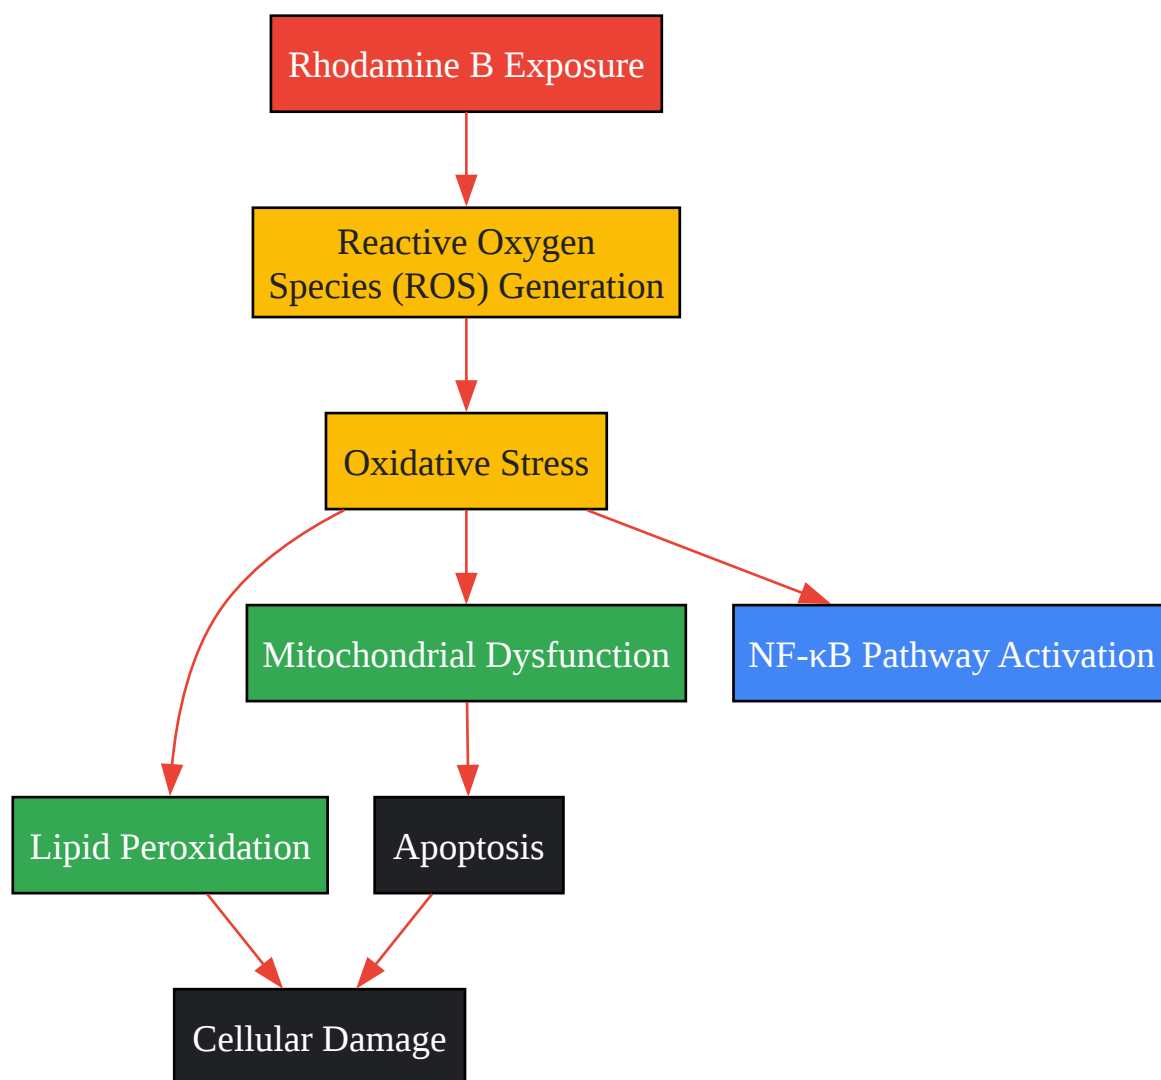 Rhodamine B Exposure
Reactive Oxygen
Species (ROS) Generation
Oxidative Stress
Mitochondrial Dysfunction
NF-κB Pathway Activation
Lipid Peroxidation
Apoptosis
Cellular Damage